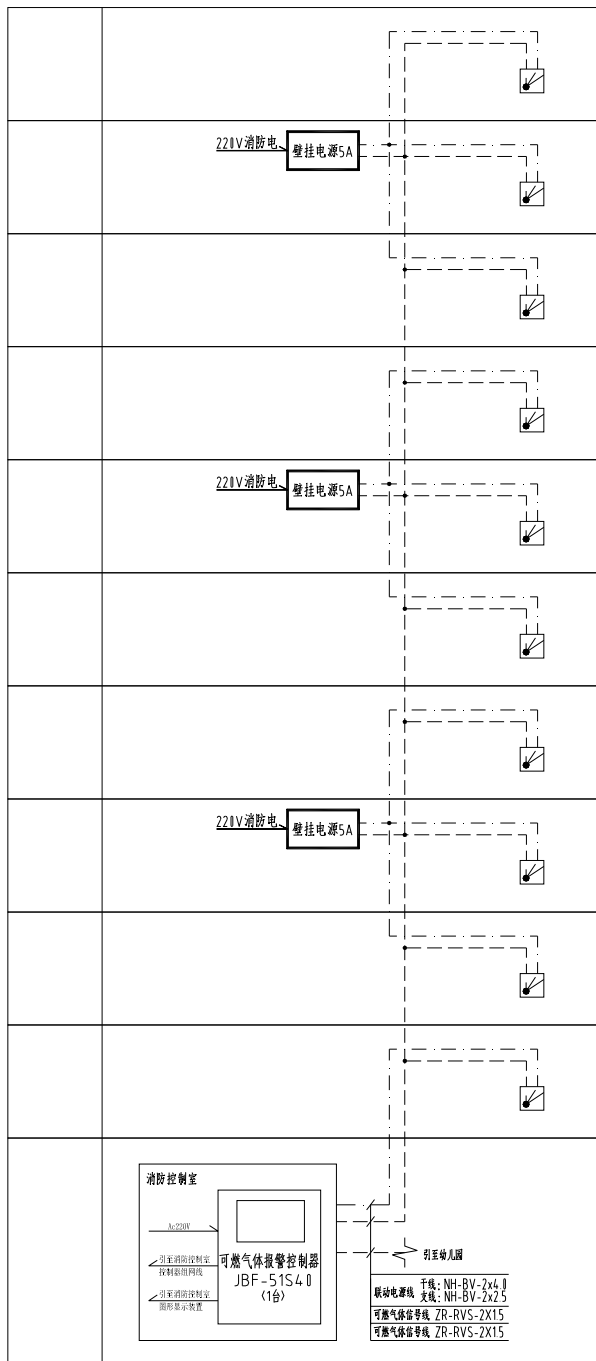 220V消防电
壁挂电源5A
220V消防电
壁挂电源5A
220V消防电
壁挂电源5A
消防控制室
Ac220V
引至消防控制室
控制器组网线
引至消防控制室
图形显示装置
可燃气体报警控制器
JBF-51S40
(1台)
引至幼儿园
联动电源线 干线:NH-BV-2x4.0
支线:NH-BV-2x2.5
可燃气体信号线 ZR-RVS-2X1.5
可燃气体信号线 ZR-RVS-2X1.5